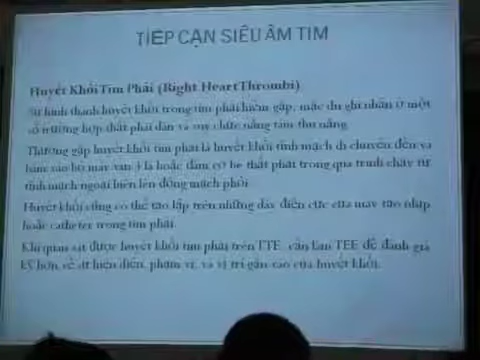 TIẾP CẬN SIÊU ÂM TIM
Huyết Khối Tim Phải (Right HeartThrombi)
Sự hình thành huyết khối trong tim phải hiếm gặp, mặc dù ghi nhận ở một
số trường hợp thất phải dãn và suy chức năng tâm thu nặng.
Thường gặp huyết khối tim phải là huyết khối tĩnh mạch di chuyển đến và
bám vào bộ máy van 3 lá hoặc dầm cơ bè thất phải trong quá trình chạy từ
tĩnh mạch ngoại biên lên động mạch phổi.
Huyết khối cũng có thể tạo lập trên những dây điện cực của máy tạo nhịp
hoặc catheter trong tim phải.
Khi quan sát được huyết khối tim phải trên TTE, cần làm TEE để đánh giá
kỹ hơn về sự hiện diện, phạm vi, và vị trí gắn vào của huyết khối.